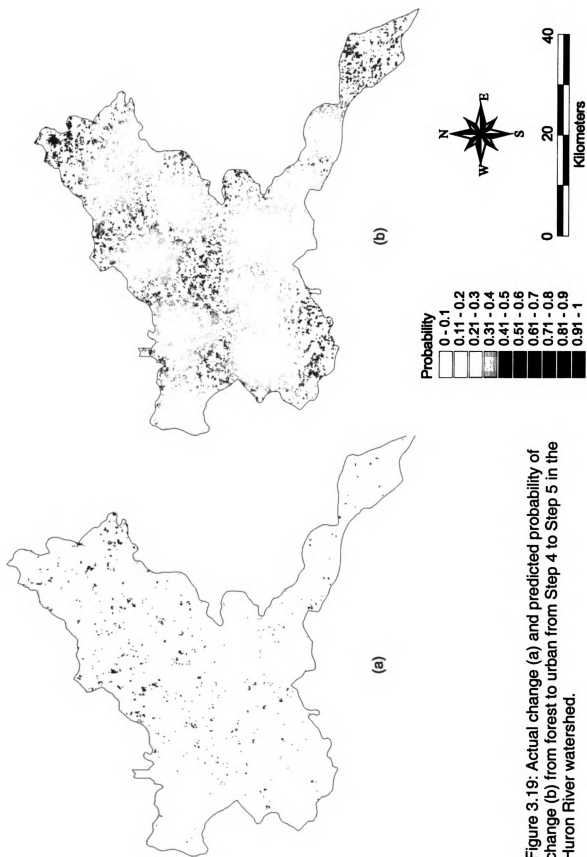 (a)
(b)
Probability
0 - 0.1
0.11 - 0.2
0.21 - 0.3
0.31 - 0.4
0.41 - 0.5
0.51 - 0.6
0.61 - 0.7
0.71 - 0.8
0.81 - 0.9
0.91 - 1
N
W
E
S
0 20 40
Kilometers
Figure 3.19: Actual change (a) and predicted probability of
change (b) from forest to urban from Step 4 to Step 5 in the
Huron River watershed.